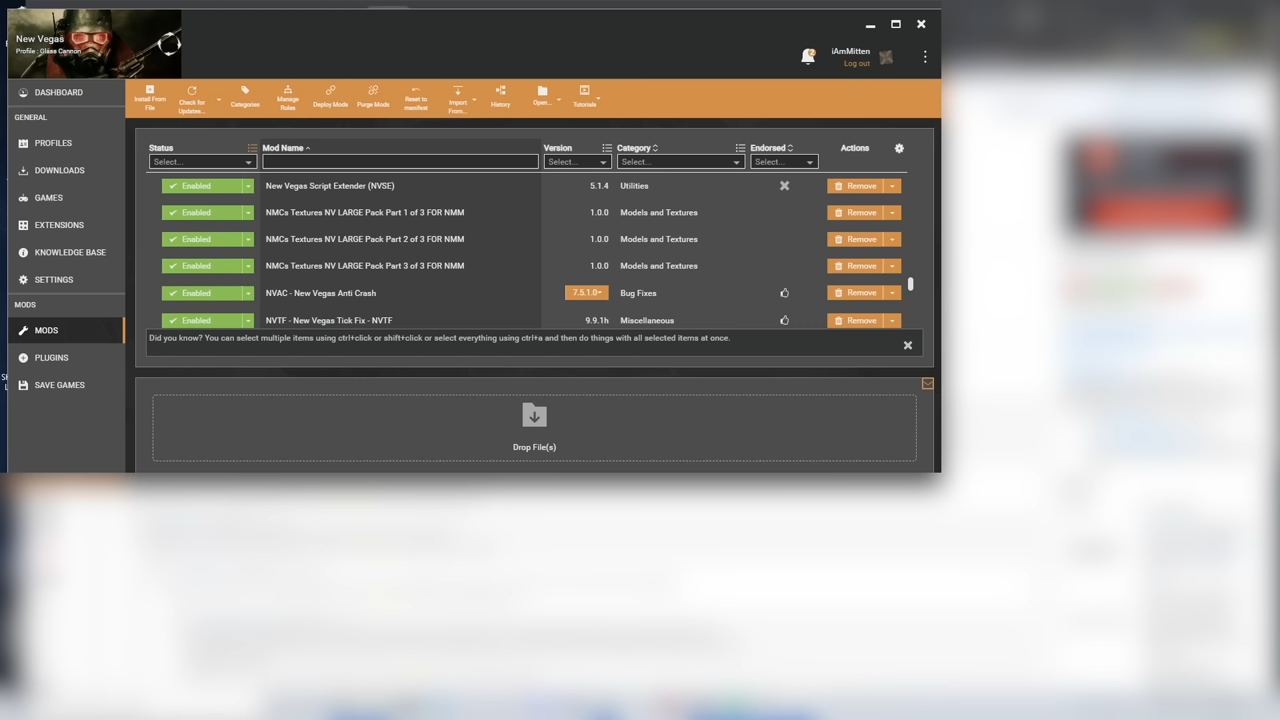 New Vegas
Profile : Glass Cannon
iAmMitten
Log out
DASHBOARD
GENERAL
PROFILES
DOWNLOADS
GAMES
EXTENSIONS
KNOWLEDGE BASE
SETTINGS
MODS
MODS
PLUGINS
SAVE GAMES
Install From File
Check for Updates...
Categories
Manage Rules
Deploy Mods
Purge Mods
Reset to manifest
Import From...
History
Open...
Tutorials
Status Mod Name Version Category Endorsed Actions
Select... Select... Select... Select...
Enabled New Vegas Script Extender (NVSE) 5.1.4 Utilities Remove
Enabled NMCs Textures NV LARGE Pack Part 1 of 3 FOR NMM 1.0.0 Models and Textures Remove
Enabled NMCs Textures NV LARGE Pack Part 2 of 3 FOR NMM 1.0.0 Models and Textures Remove
Enabled NMCs Textures NV LARGE Pack Part 3 of 3 FOR NMM 1.0.0 Models and Textures Remove
Enabled NVAC - New Vegas Anti Crash 7.5.1.0 Bug Fixes Remove
Enabled NVTF - New Vegas Tick Fix - NVTF 9.9.1h Miscellaneous Remove
Did you know? You can select multiple items using ctrl+click or shift+click or select everything using ctrl+a and then do things with all selected items at once.
Drop File(s)